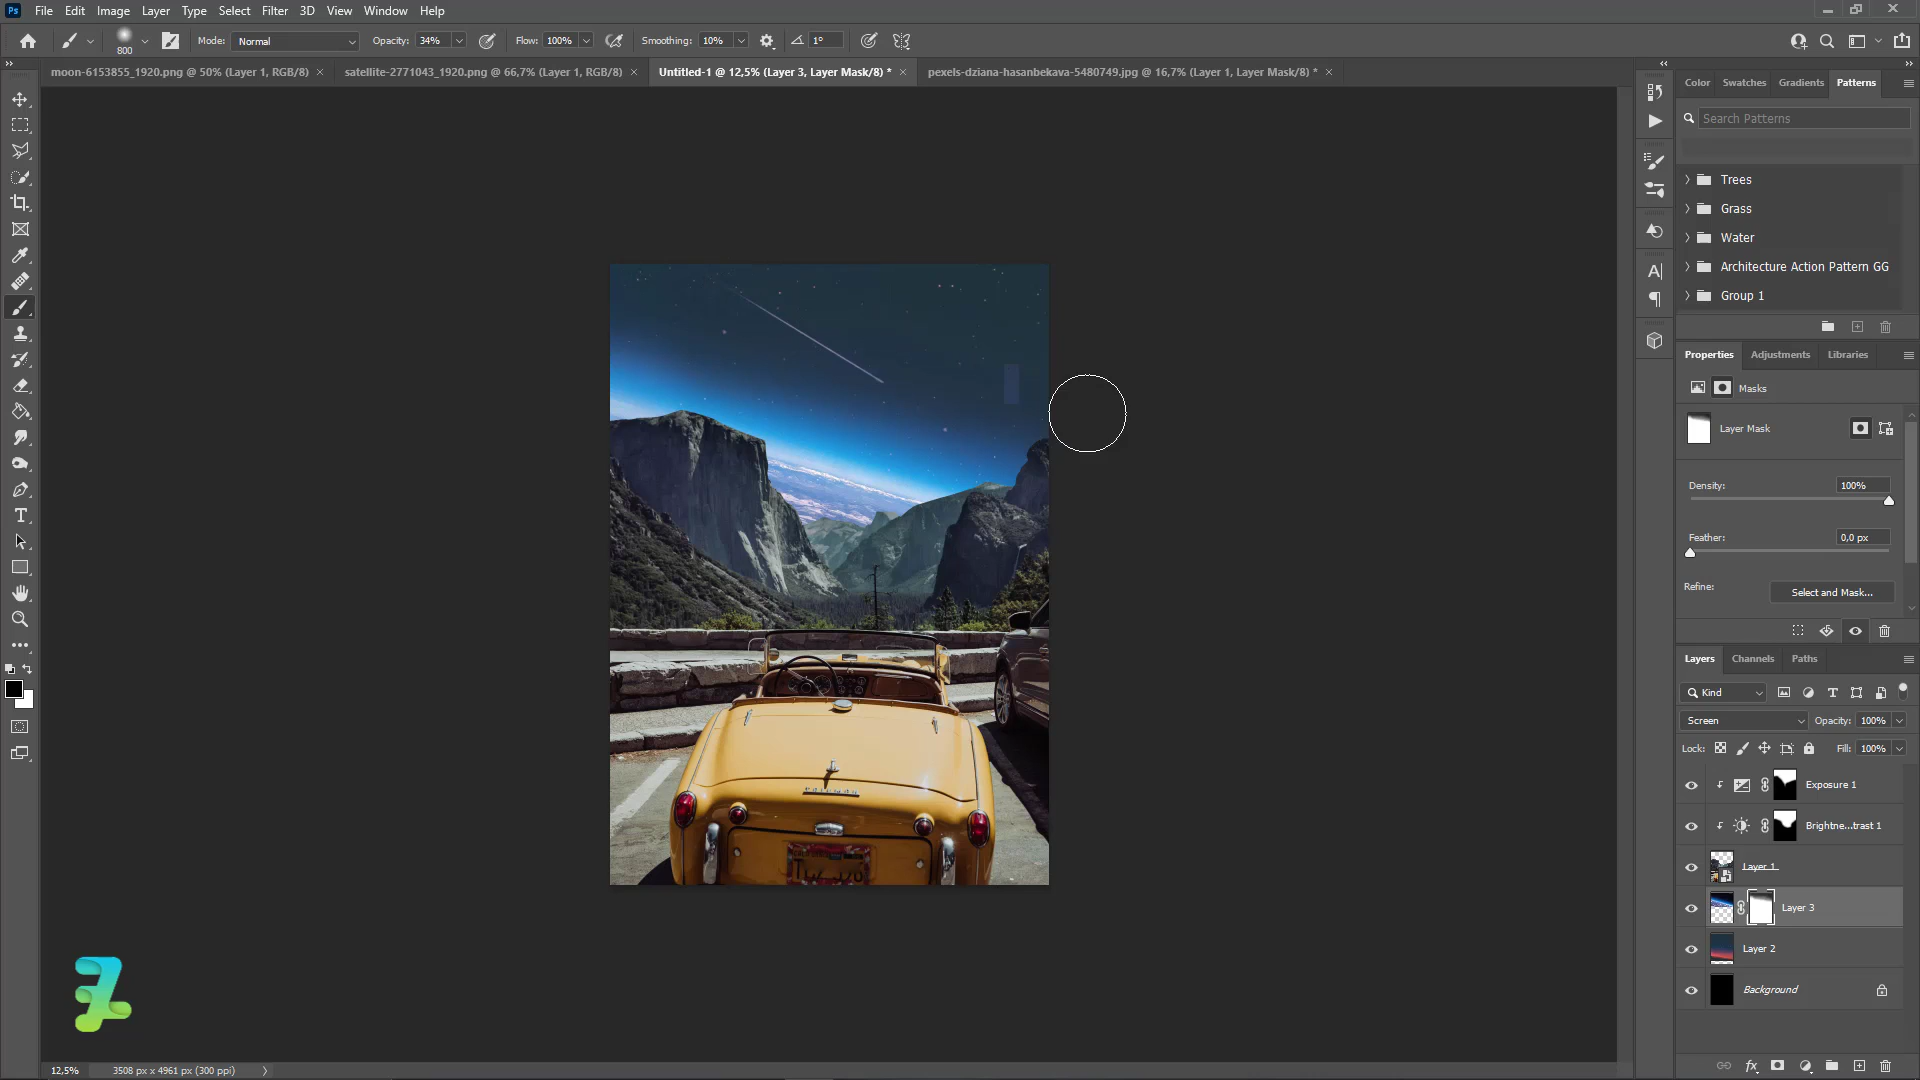 Ps File Edit Image Layer Type Select Filter 3D View Window Help
800 Mode: Normal Opacity: 34% Flow: 100% Smoothing: 10% 1°
moon-6153855_1920.png @ 50% (Layer 1, RGB/8) satellite-2771043_1920.png @ 66,7% (Layer 1, RGB/8) Untitled-1 @ 12,5% (Layer 3, Layer Mask/8) * pexels-dziana-hasanbekava-5480749.jpg @ 16,7% (Layer 1, Layer Mask/8) *
Color Swatches Gradients Patterns
Search Patterns
Trees
Grass
Water
Architecture Action Pattern GG
Group 1
Properties Adjustments Libraries
Masks
Layer Mask
Density: 100%
Feather: 0,0 px
Refine: Select and Mask...
Layers Channels Paths
Kind
Screen Opacity: 100%
Lock: Fill: 100%
Exposure 1
Brightne...trast 1
Layer 1
Layer 3
Layer 2
Background
12,5% 3508 px x 4961 px (300 ppi)